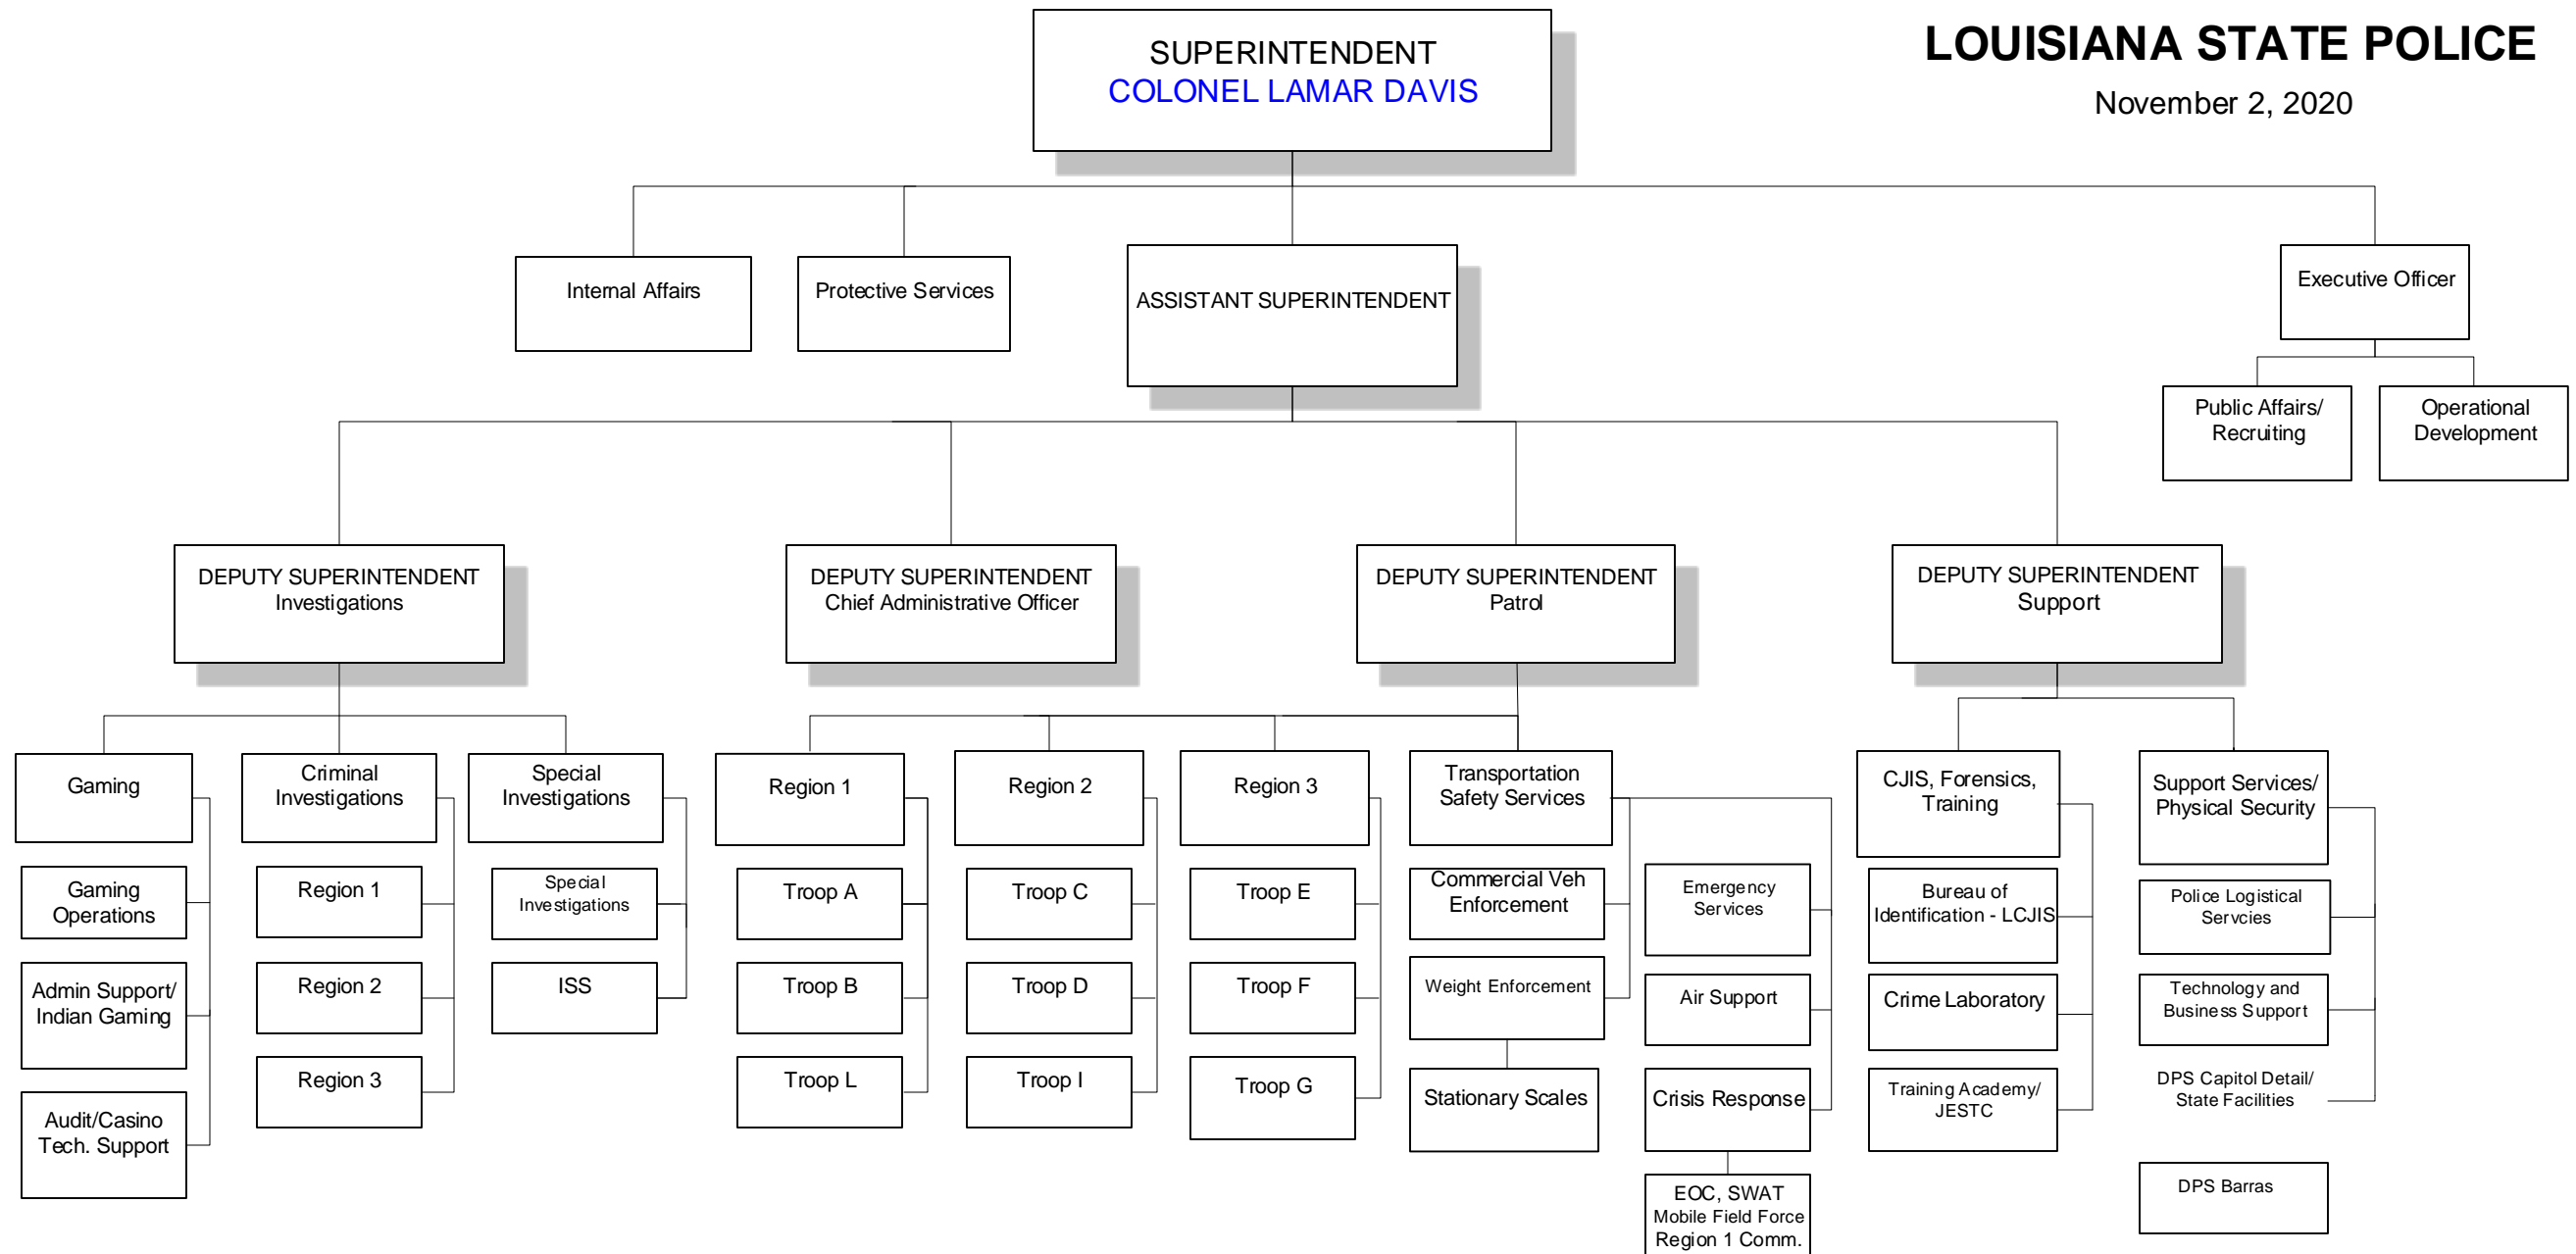 SUPERINTENDENT
COLONEL LAMAR DAVIS
LOUISIANA STATE POLICE
November 2, 2020
Internal Affairs
Protective Services
ASSISTANT SUPERINTENDENT
Executive Officer
Public Affairs/
Recruiting
Operational
Development
DEPUTY SUPERINTENDENT
Investigations
DEPUTY SUPERINTENDENT
Chief Administrative Officer
DEPUTY SUPERINTENDENT
Patrol
DEPUTY SUPERINTENDENT
Support
Gaming
Gaming
Operations
Admin Support/
Indian Gaming
Audit/Casino
Tech. Support
Criminal
Investigations
Region 1
Region 2
Region 3
Special
Investigations
Special
Investigations
ISS
Region 1
Troop A
Troop B
Troop L
Region 2
Troop C
Troop D
Troop I
Region 3
Troop E
Troop F
Troop G
Transportation
Safety Services
Commercial Veh
Enforcement
Weight Enforcement
Stationary Scales
Emergency
Services
Air Support
Crisis Response
EOC, SWAT
Mobile Field Force
Region 1 Comm.
CJIS, Forensics,
Training
Bureau of
Identification - LCJIS
Crime Laboratory
Training Academy/
JESTC
Support Services/
Physical Security
Police Logistical
Servcies
Technology and
Business Support
DPS Capitol Detail/
State Facilities
DPS Barras